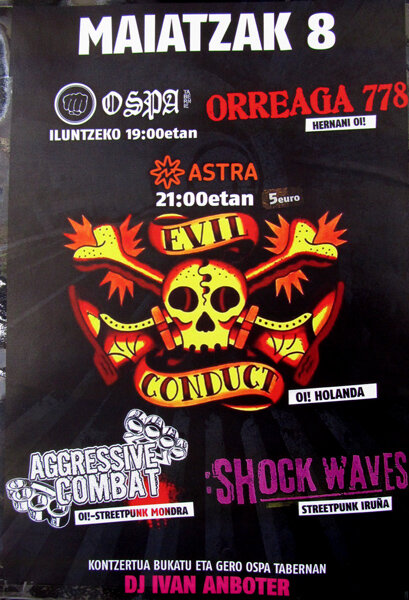 MAIATZAK 8
OSPA TABERNA
ORREAGA 778
ILUNTZEKO 19:00etan
HERNANI OI!
ASTRA
21:00etan 5euro
EVIL
CONDUCT
OI! HOLANDA
AGGRESSIVE
COMBAT
OI!-STREETPUNK MONDRA
SHOCK WAVES
STREETPUNK IRUÑA
KONTZERTUA BUKATU ETA GERO OSPA TABERNAN
DJ IVAN ANBOTER